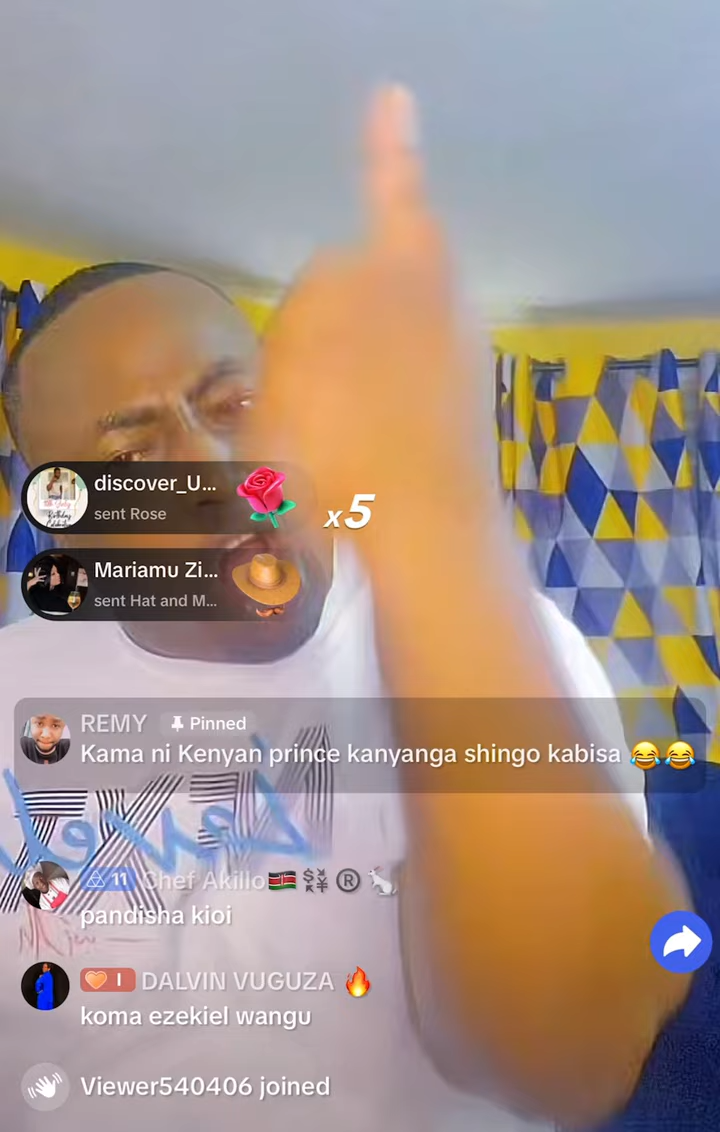 discover_U...
sent Rose
x5
Mariamu Zi...
sent Hat and M...
REMY Pinned
Kama ni Kenyan prince kanyanga shingo kabisa 😂😂
11 Chef Akillo🇰🇪 💱 ® 🐇
pandisha kioi
I DALVIN VUGUZA 🔥
koma ezekiel wangu
Viewer540406 joined